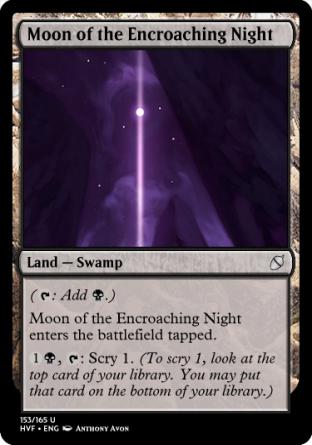 Moon of the Encroaching Night
Land — Swamp
( : Add .)
Moon of the Encroaching Night
enters the battlefield tapped.
1 , : Scry 1. (To scry 1, look at the
top card of your library. You may put
that card on the bottom of your library.)
153/165 U
HVF • ENG Anthony Avon